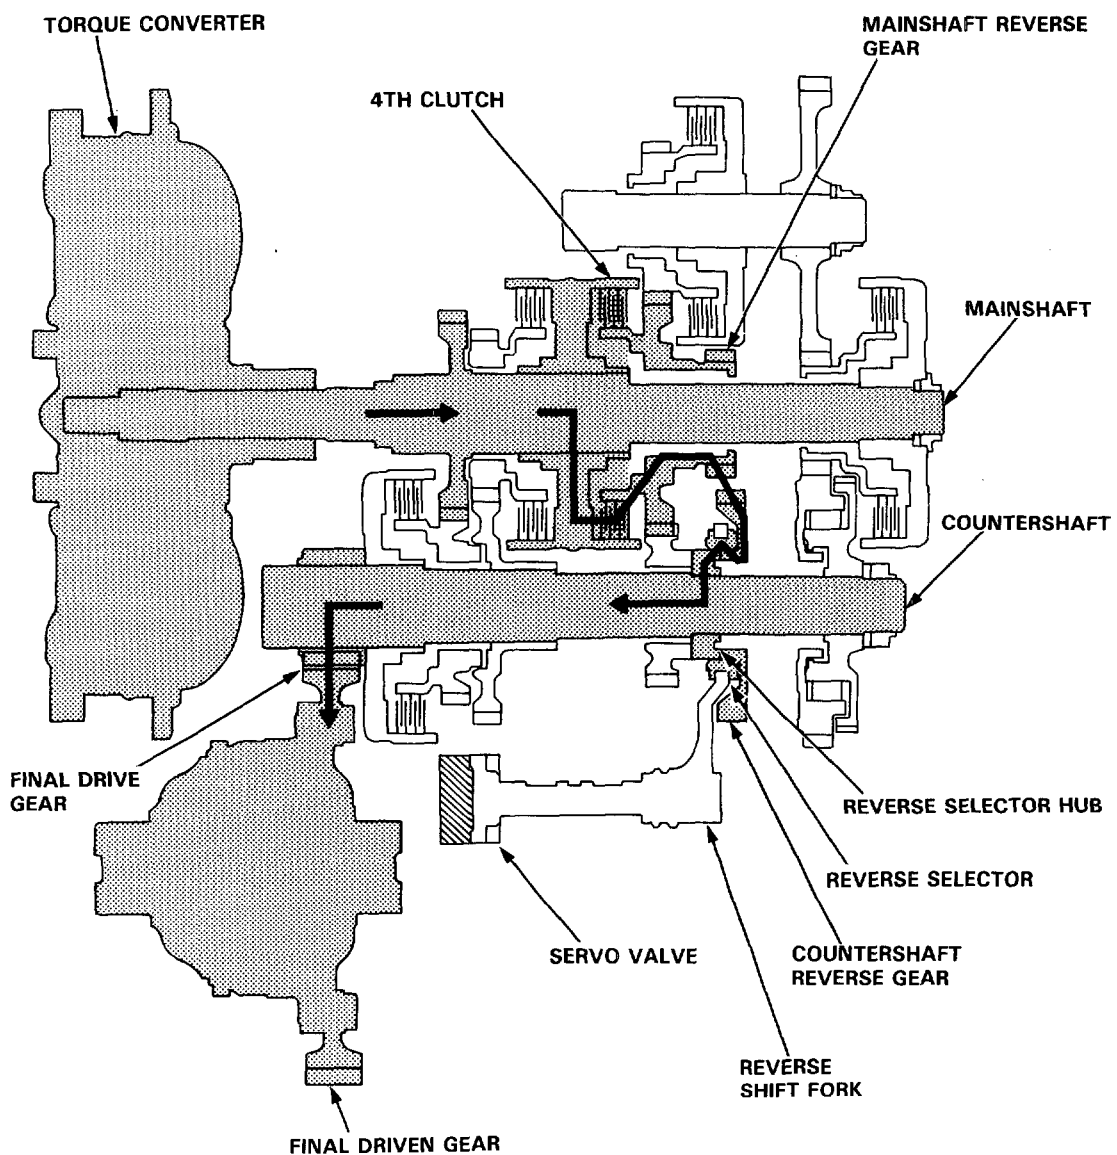 TORQUE CONVERTER
MAINSHAFT REVERSE
GEAR
4TH CLUTCH
MAINSHAFT
COUNTERSHAFT
FINAL DRIVE
GEAR
REVERSE SELECTOR HUB
REVERSE SELECTOR
SERVO VALVE
COUNTERSHAFT
REVERSE GEAR
REVERSE
SHIFT FORK
FINAL DRIVEN GEAR